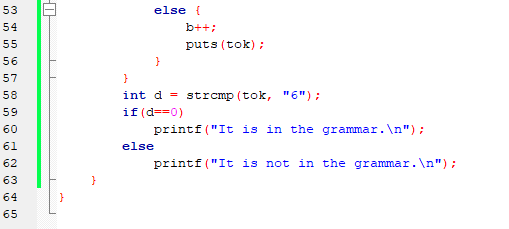 53 else {
54 b++;
55 puts(tok);
56 }
57 }
58 int d = strcmp(tok, "6");
59 if(d==0)
60 printf("It is in the grammar.\n");
61 else
62 printf("It is not in the grammar.\n");
63 }
64 }
65